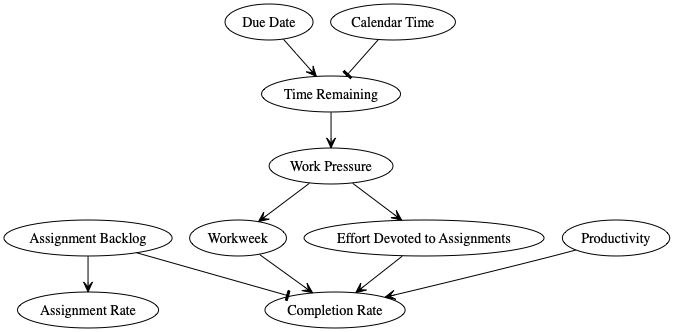 Due Date
Calendar Time
Time Remaining
Work Pressure
Assignment Backlog
Workweek
Effort Devoted to Assignments
Productivity
Assignment Rate
Completion Rate